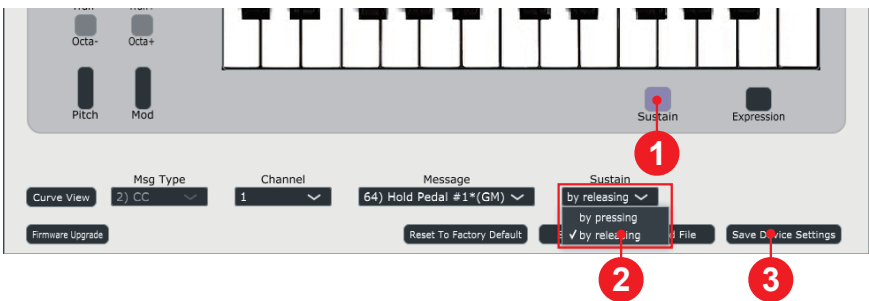 Octa- Octa+
Pitch Mod
Sustain Expression
1
Msg Type Channel Message Sustain
Curve View 2) CC 1 64) Hold Pedal #1*(GM) by releasing
by pressing
Firmware Upgrade Reset To Factory Default ✓by releasing File Save Device Settings
2 3